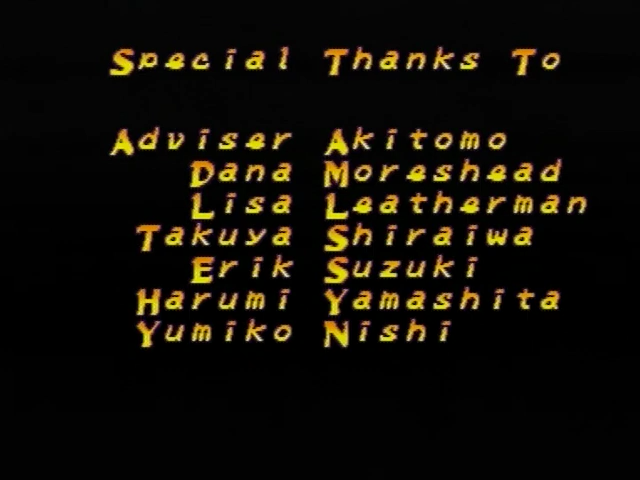 Special Thanks To
Adviser Akitomo
Dana Moreshead
Lisa Leatherman
Takuya Shiraiwa
Erik Suzuki
Harumi Yamashita
Yumiko Nishi